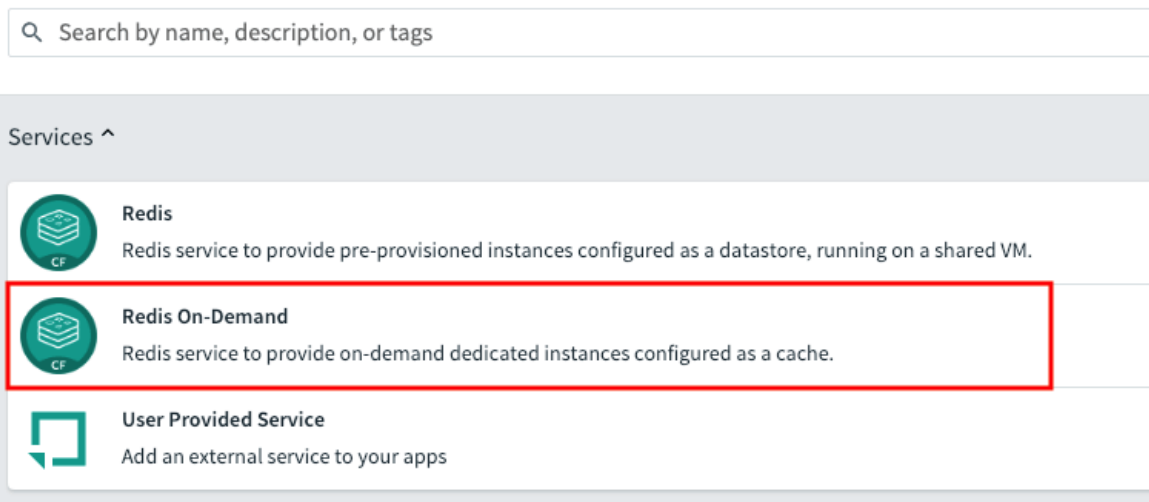 Search by name, description, or tags
Services
Redis
Redis service to provide pre-provisioned instances configured as a datastore, running on a shared VM.
CF
Redis On-Demand
Redis service to provide on-demand dedicated instances configured as a cache.
CF
User Provided Service
Add an external service to your apps